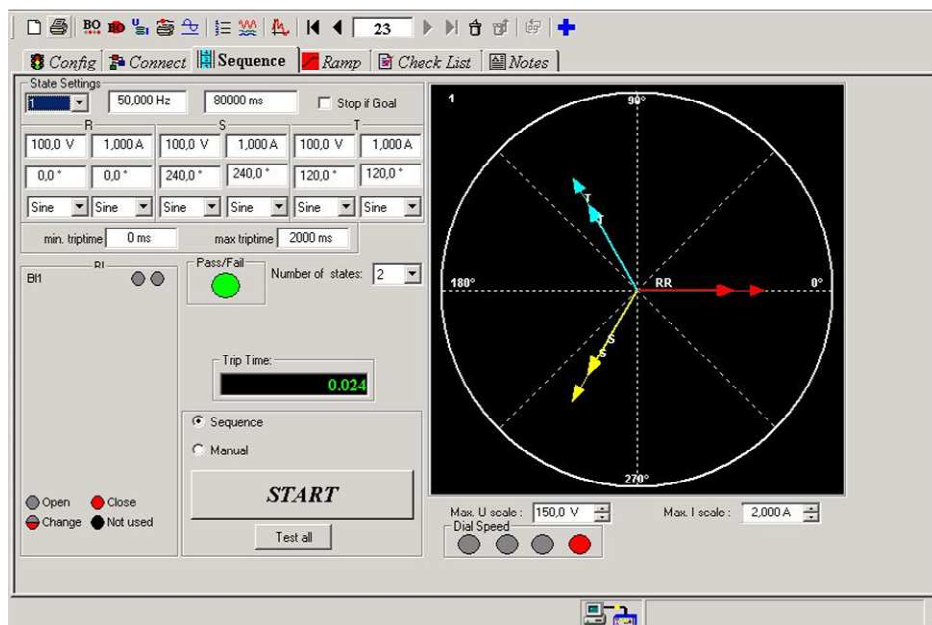 BO BO U 23
Config Connect Sequence Ramp Check List Notes
State Settings
1 50,000 Hz 80000 ms Stop if Goal
R S T
100,0 V 1,000 A 100,0 V 1,000 A 100,0 V 1,000 A
0,0 ° 0,0 ° 240,0 ° 240,0 ° 120,0 ° 120,0 °
Sine Sine Sine Sine Sine Sine
min. triptime 0 ms max triptime 2000 ms
BI
BI1
Pass/Fail
Number of states: 2
Trip Time:
0.024
Sequence
Manual
START
Test all
Open Close
Change Not used
1
90°
T
T
180° RR 0°
S
S
270°
Max. U scale : 150,0 V Max. I scale : 2,000 A
Dial Speed